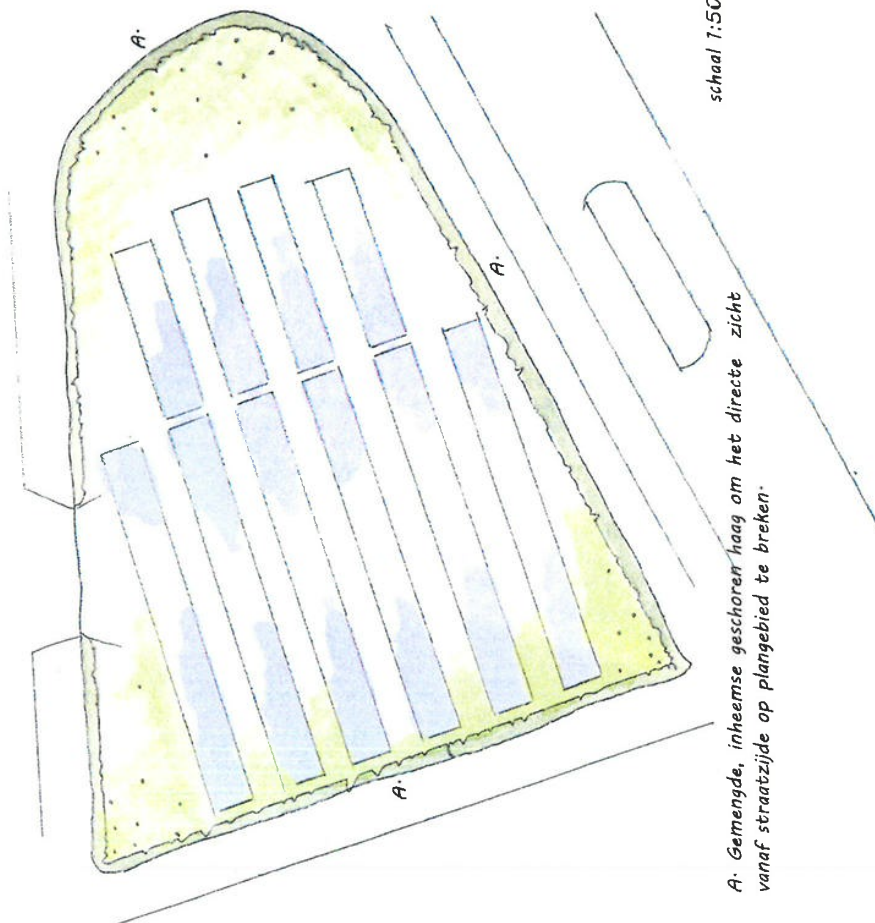 A.
A.
A.
schaal 1:50
A. Gemengde, inheemse geschoren haag om het directe zicht
vanaf straatzijde op plangebied te breken.